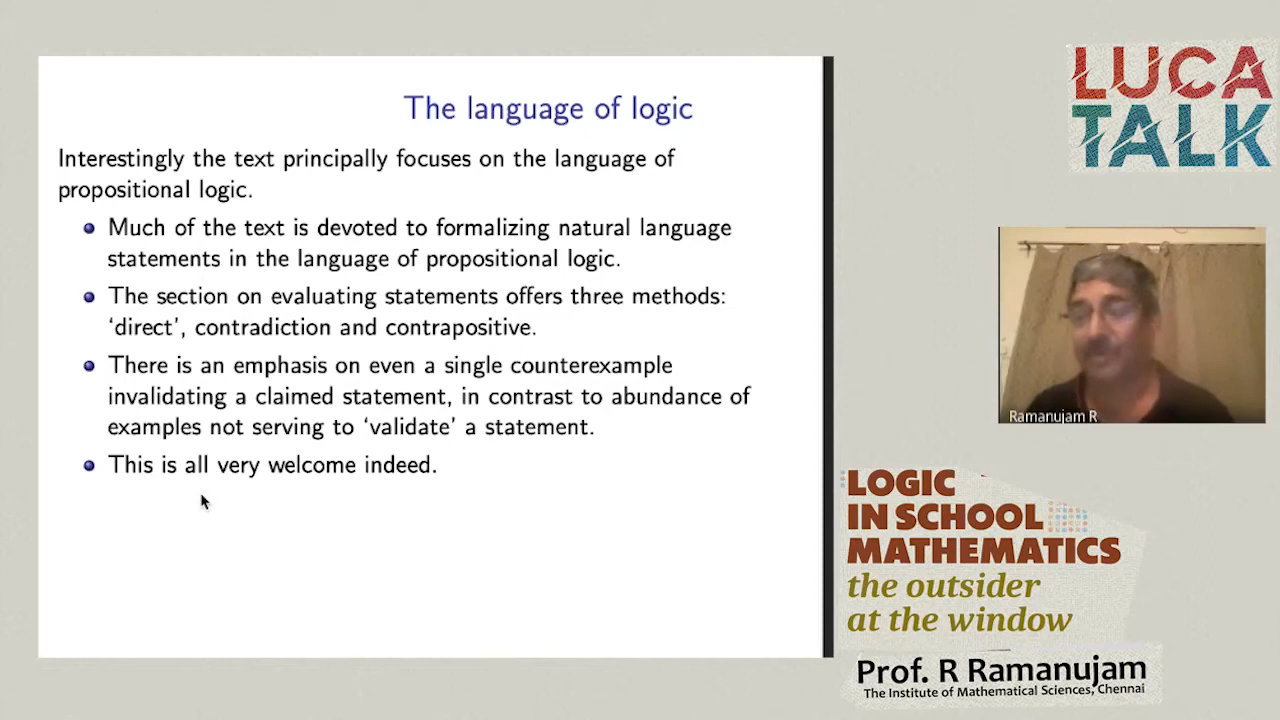 The language of logic
Interestingly the text principally focuses on the language of
propositional logic.
Much of the text is devoted to formalizing natural language
statements in the language of propositional logic.
The section on evaluating statements offers three methods:
‘direct’, contradiction and contrapositive.
There is an emphasis on even a single counterexample
invalidating a claimed statement, in contrast to abundance of
examples not serving to ‘validate’ a statement.
This is all very welcome indeed.
LUCA
TALK
Ramanujam R
LOGIC
IN SCHOOL
MATHEMATICS
the outsider
at the window
Prof. R Ramanujam
The Institute of Mathematical Sciences, Chennai